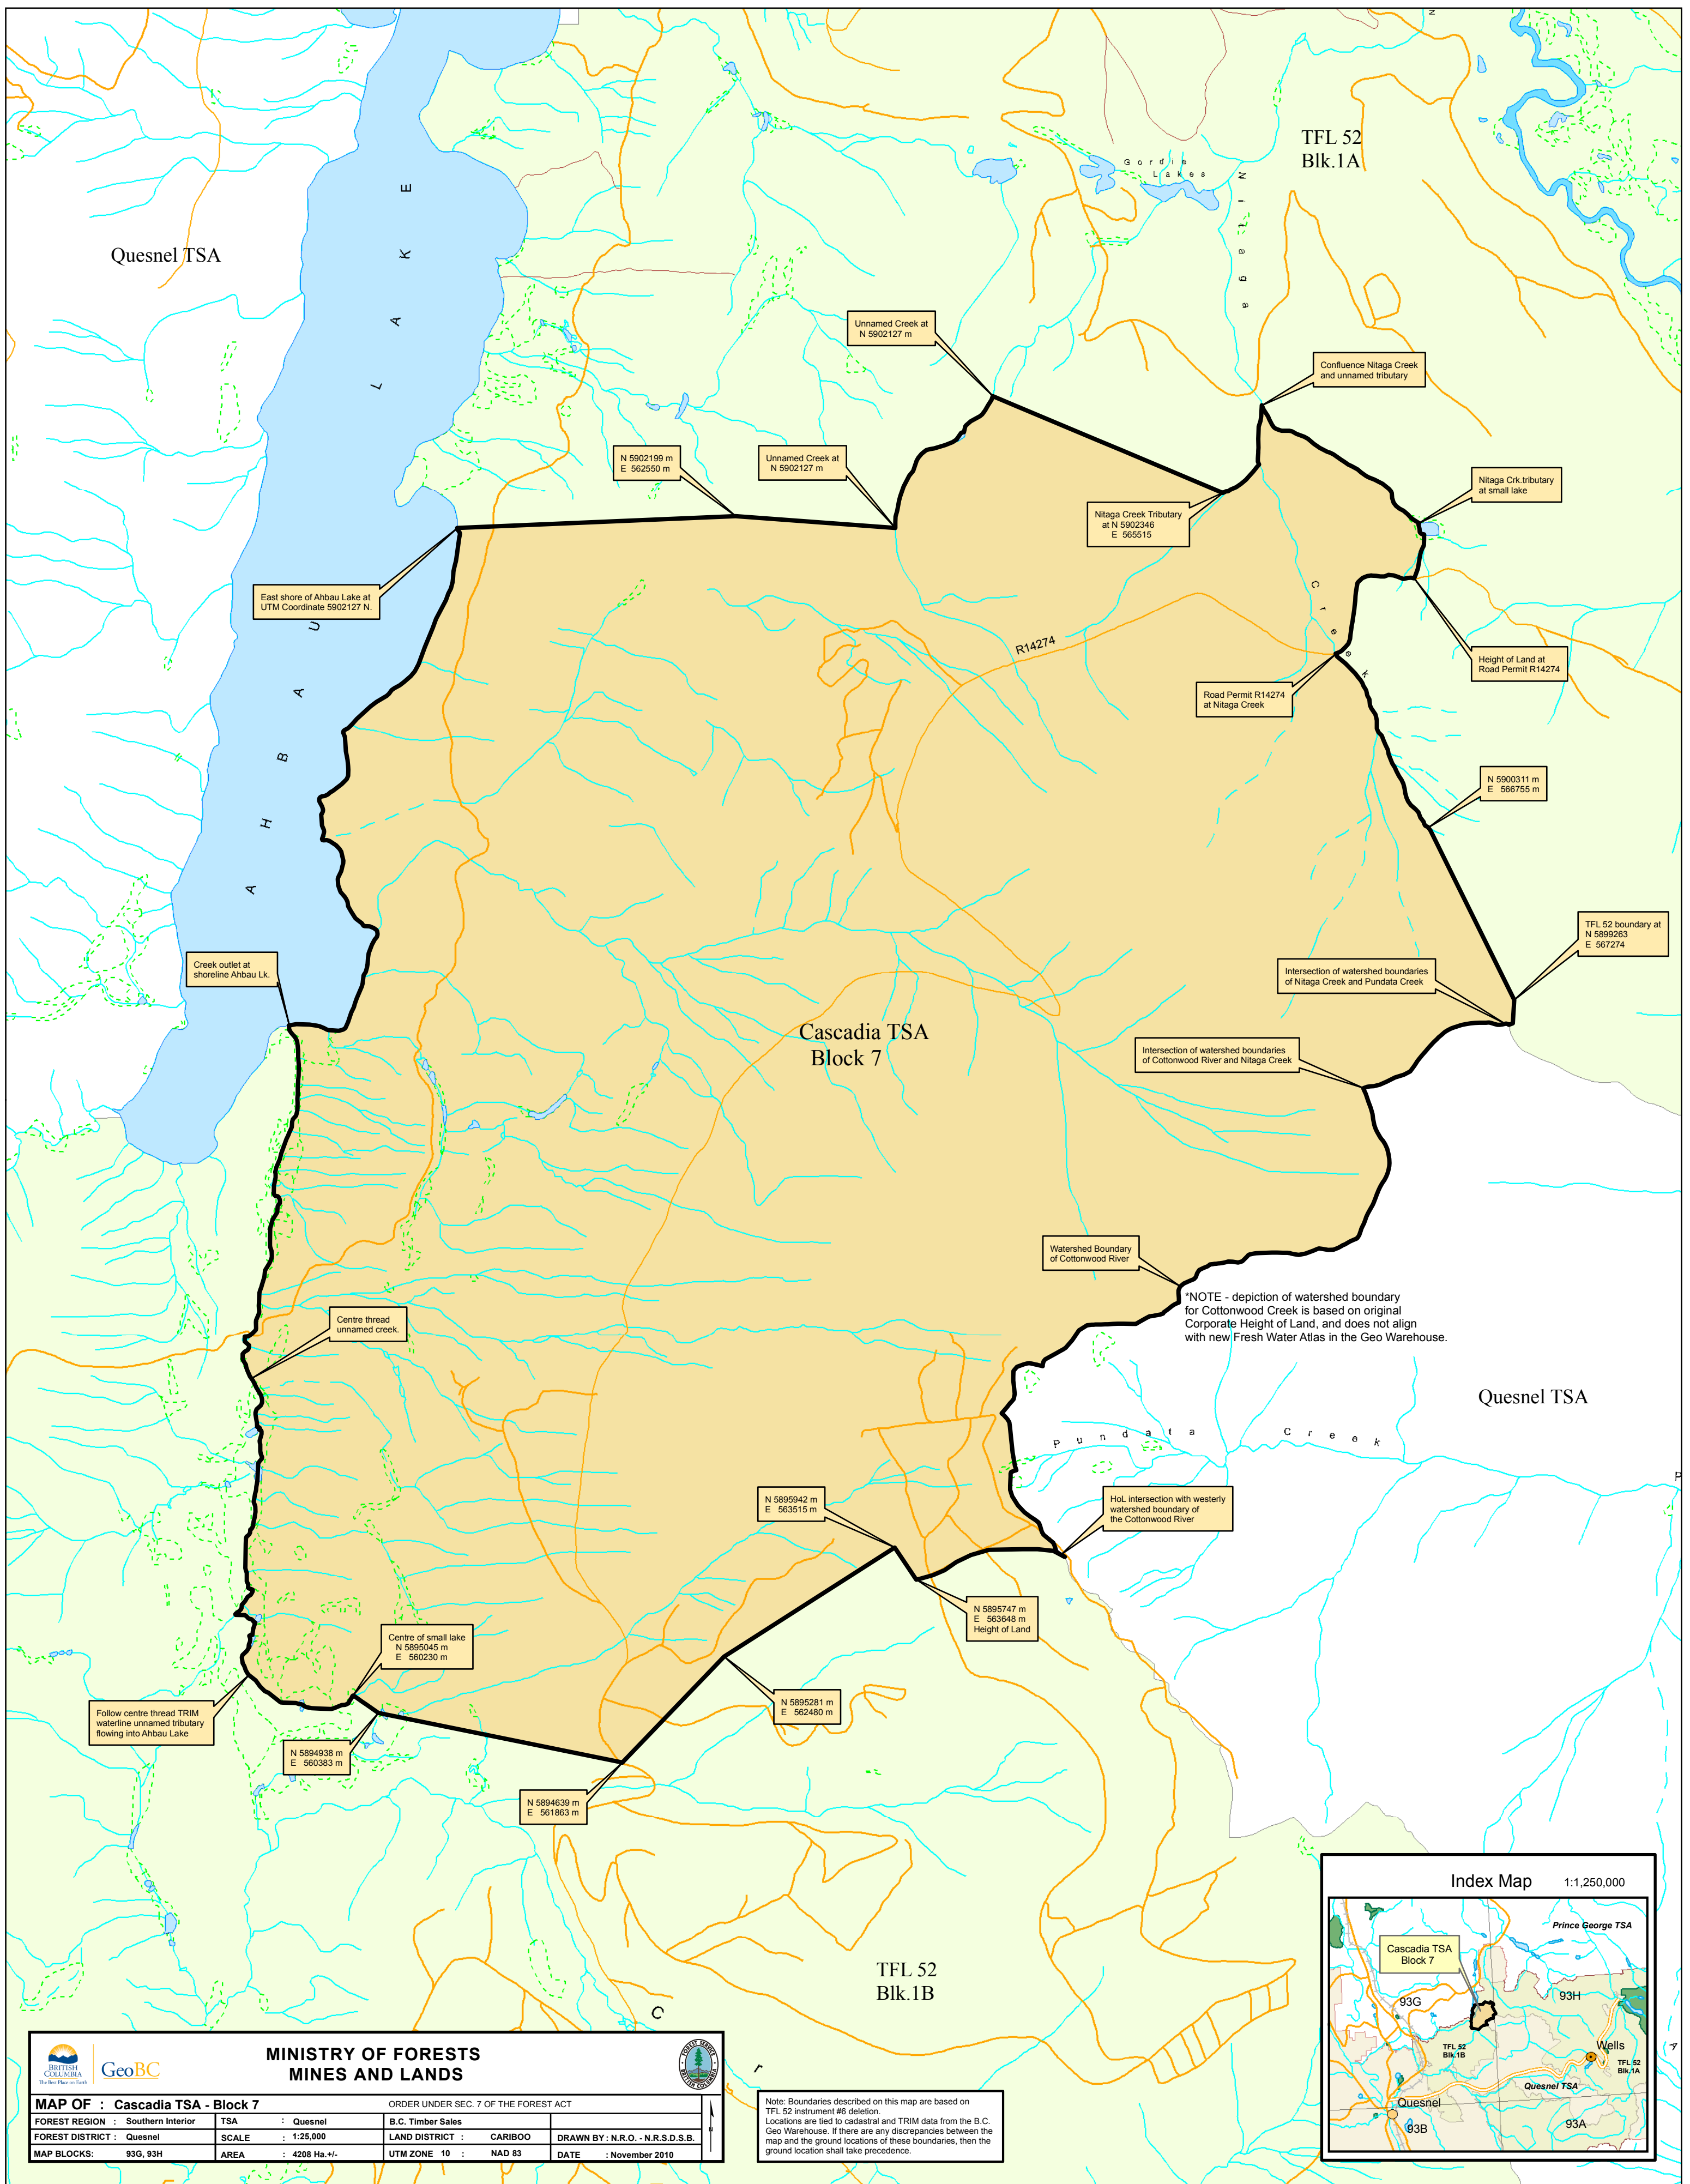 TFL 52
Blk.1A
Gordie
Lakes
Nitaga
Quesnel TSA
LAKE
Unnamed Creek at
N 5902127 m
Confluence Nitaga Creek
and unnamed tributary
N 5902199 m
E 562550 m
Unnamed Creek at
N 5902127 m
Nitaga Crk.tributary
at small lake
Nitaga Creek Tributary
at N 5902346
E 565515
East shore of Ahbau Lake at
UTM Coordinate 5902127 N.
Creek
R14274
Height of Land at
Road Permit R14274
Road Permit R14274
at Nitaga Creek
AHBAU
N 5900311 m
E 566755 m
TFL 52 boundary at
N 5899263
E 567274
Creek outlet at
shoreline Ahbau Lk.
Intersection of watershed boundaries
of Nitaga Creek and Pundata Creek
Cascadia TSA
Block 7
Intersection of watershed boundaries
of Cottonwood River and Nitaga Creek
Watershed Boundary
of Cottonwood River
*NOTE - depiction of watershed boundary
for Cottonwood Creek is based on original
Corporate Height of Land, and does not align
with new Fresh Water Atlas in the Geo Warehouse.
Centre thread
unnamed creek.
Quesnel TSA
Pundata Creek
P
N 5895942 m
E 563515 m
HoL intersection with westerly
watershed boundary of
the Cottonwood River
N 5895747 m
E 563648 m
Height of Land
Centre of small lake
N 5895045 m
E 560230 m
N 5895281 m
E 562480 m
Follow centre thread TRIM
waterline unnamed tributary
flowing into Ahbau Lake
N 5894938 m
E 560383 m
N 5894639 m
E 561863 m
TFL 52
Blk.1B
C
r
Index Map 1:1,250,000
Prince George TSA
Cascadia TSA
Block 7
93G
93H
TFL 52
Blk.1B
Wells
TFL 52
Blk.1A
Quesnel TSA
Quesnel
93A
93B
BRITISH
COLUMBIA
The Best Place on Earth
GeoBC
MINISTRY OF FORESTS
MINES AND LANDS
FOREST SERVICE
BRITISH COLUMBIA
MAP OF : Cascadia TSA - Block 7 ORDER UNDER SEC. 7 OF THE FOREST ACT
FOREST REGION : Southern Interior TSA : Quesnel B.C. Timber Sales
FOREST DISTRICT : Quesnel SCALE : 1:25,000 LAND DISTRICT : CARIBOO DRAWN BY : N.R.O. - N.R.S.D.S.B.
MAP BLOCKS: 93G, 93H AREA : 4208 Ha.+/- UTM ZONE 10 : NAD 83 DATE : November 2010
Note: Boundaries described on this map are based on
TFL 52 instrument #6 deletion.
Locations are tied to cadastral and TRIM data from the B.C.
Geo Warehouse. If there are any discrepancies between the
map and the ground locations of these boundaries, then the
ground location shall take precedence.